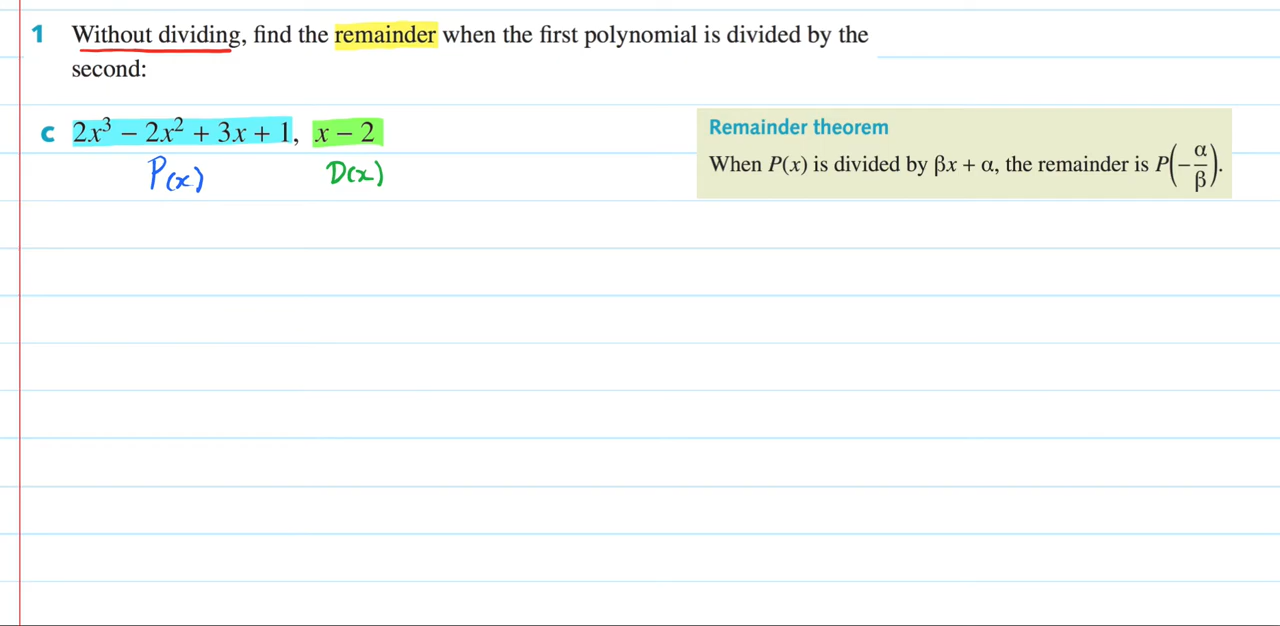 1 Without dividing, find the remainder when the first polynomial is divided by the
second:
c 2x³ − 2x² + 3x + 1, x − 2
P(x) D(x)
Remainder theorem
When P(x) is divided by βx + α, the remainder is P(−α/β).